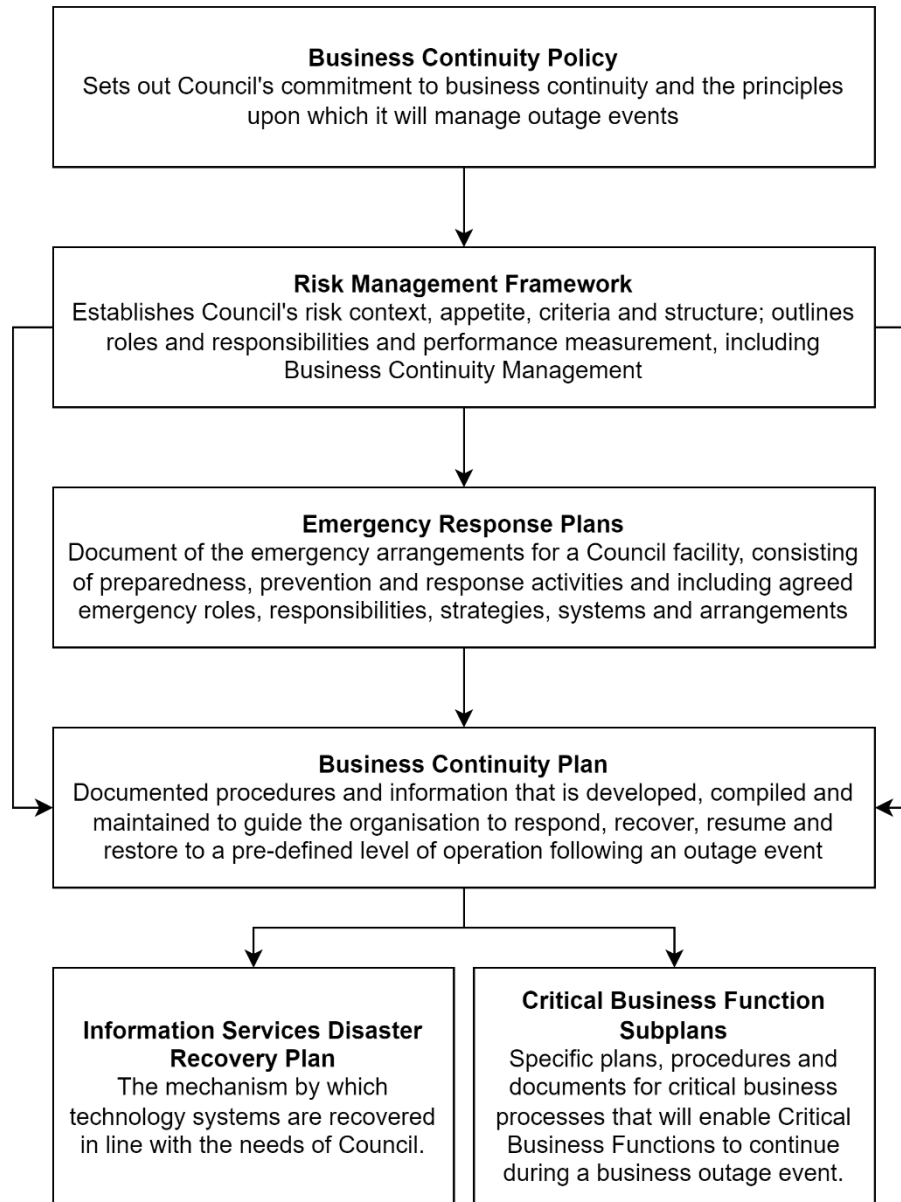 Business Continuity Policy
Sets out Council's commitment to business continuity and the principles
upon which it will manage outage events
Risk Management Framework
Establishes Council's risk context, appetite, criteria and structure; outlines
roles and responsibilities and performance measurement, including
Business Continuity Management
Emergency Response Plans
Document of the emergency arrangements for a Council facility, consisting
of preparedness, prevention and response activities and including agreed
emergency roles, responsibilities, strategies, systems and arrangements
Business Continuity Plan
Documented procedures and information that is developed, compiled and
maintained to guide the organisation to respond, recover, resume and
restore to a pre-defined level of operation following an outage event
Information Services Disaster
Recovery Plan
The mechanism by which
technology systems are recovered
in line with the needs of Council.
Critical Business Function
Subplans
Specific plans, procedures and
documents for critical business
processes that will enable Critical
Business Functions to continue
during a business outage event.